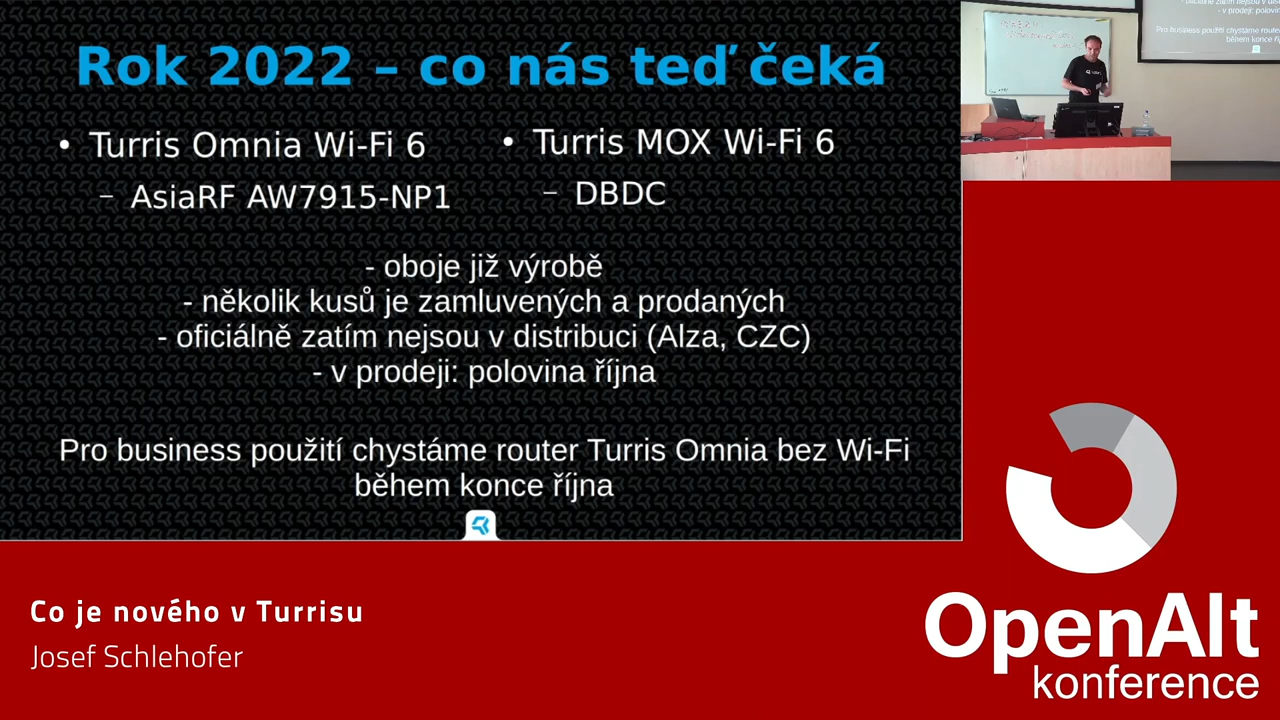 Rok 2022 – co nás teď čeká
• Turris Omnia Wi-Fi 6
– AsiaRF AW7915-NP1
• Turris MOX Wi-Fi 6
– DBDC
- oboje již výrobě
- několik kusů je zamluvených a prodaných
- oficiálně zatím nejsou v distribuci (Alza, CZC)
- v prodeji: polovina října
Pro business použití chystáme router Turris Omnia bez Wi-Fi
během konce října
Co je nového v Turrisu
Josef Schlehofer
OpenAlt
konference